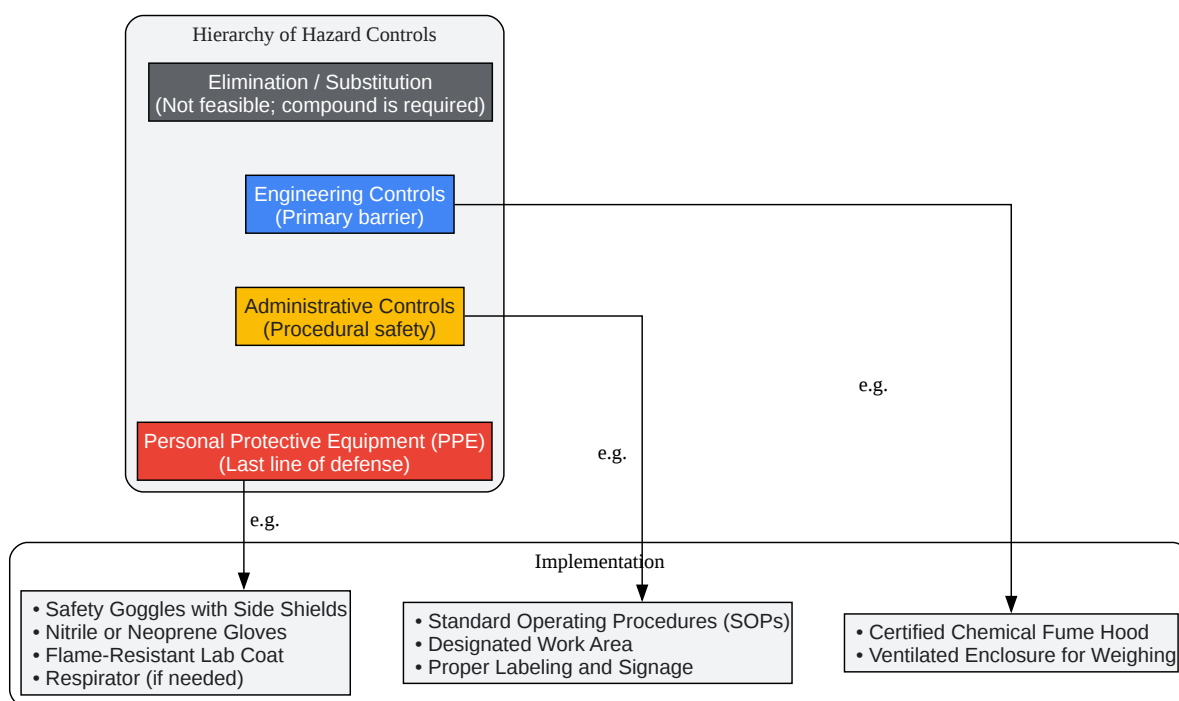 Hierarchy of Hazard Controls
Elimination / Substitution
(Not feasible; compound is required)
Engineering Controls
(Primary barrier)
Administrative Controls
(Procedural safety)
e.g.
Personal Protective Equipment (PPE)
(Last line of defense)
e.g.
e.g.
Implementation
• Safety Goggles with Side Shields
• Nitrile or Neoprene Gloves
• Flame-Resistant Lab Coat
• Respirator (if needed)
• Standard Operating Procedures (SOPs)
• Designated Work Area
• Proper Labeling and Signage
• Certified Chemical Fume Hood
• Ventilated Enclosure for Weighing